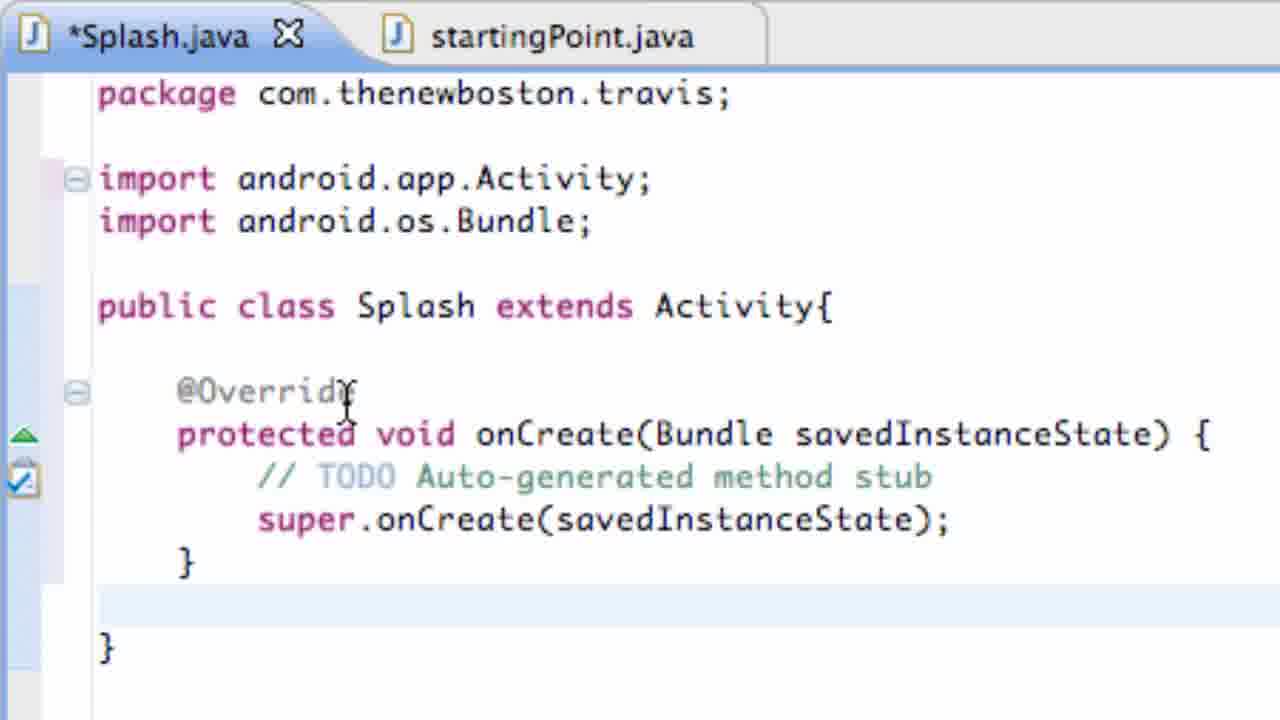 *Splash.java startingPoint.java
package com.thenewboston.travis;
import android.app.Activity;
import android.os.Bundle;
public class Splash extends Activity{
@Override
protected void onCreate(Bundle savedInstanceState) {
// TODO Auto-generated method stub
super.onCreate(savedInstanceState);
}
}